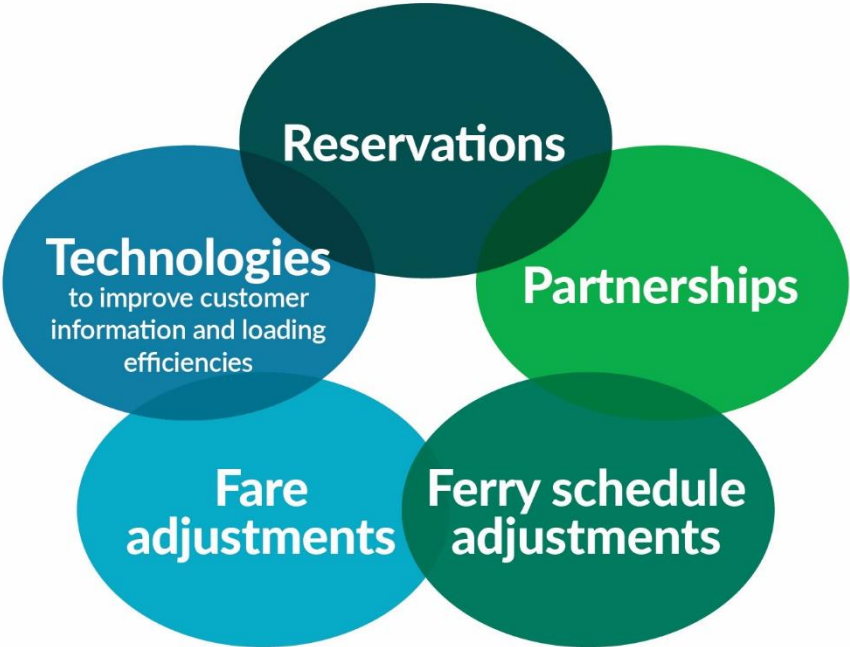 Reservations
Technologies
to improve customer
information and loading
efficiencies
Partnerships
Fare
adjustments
Ferry schedule
adjustments